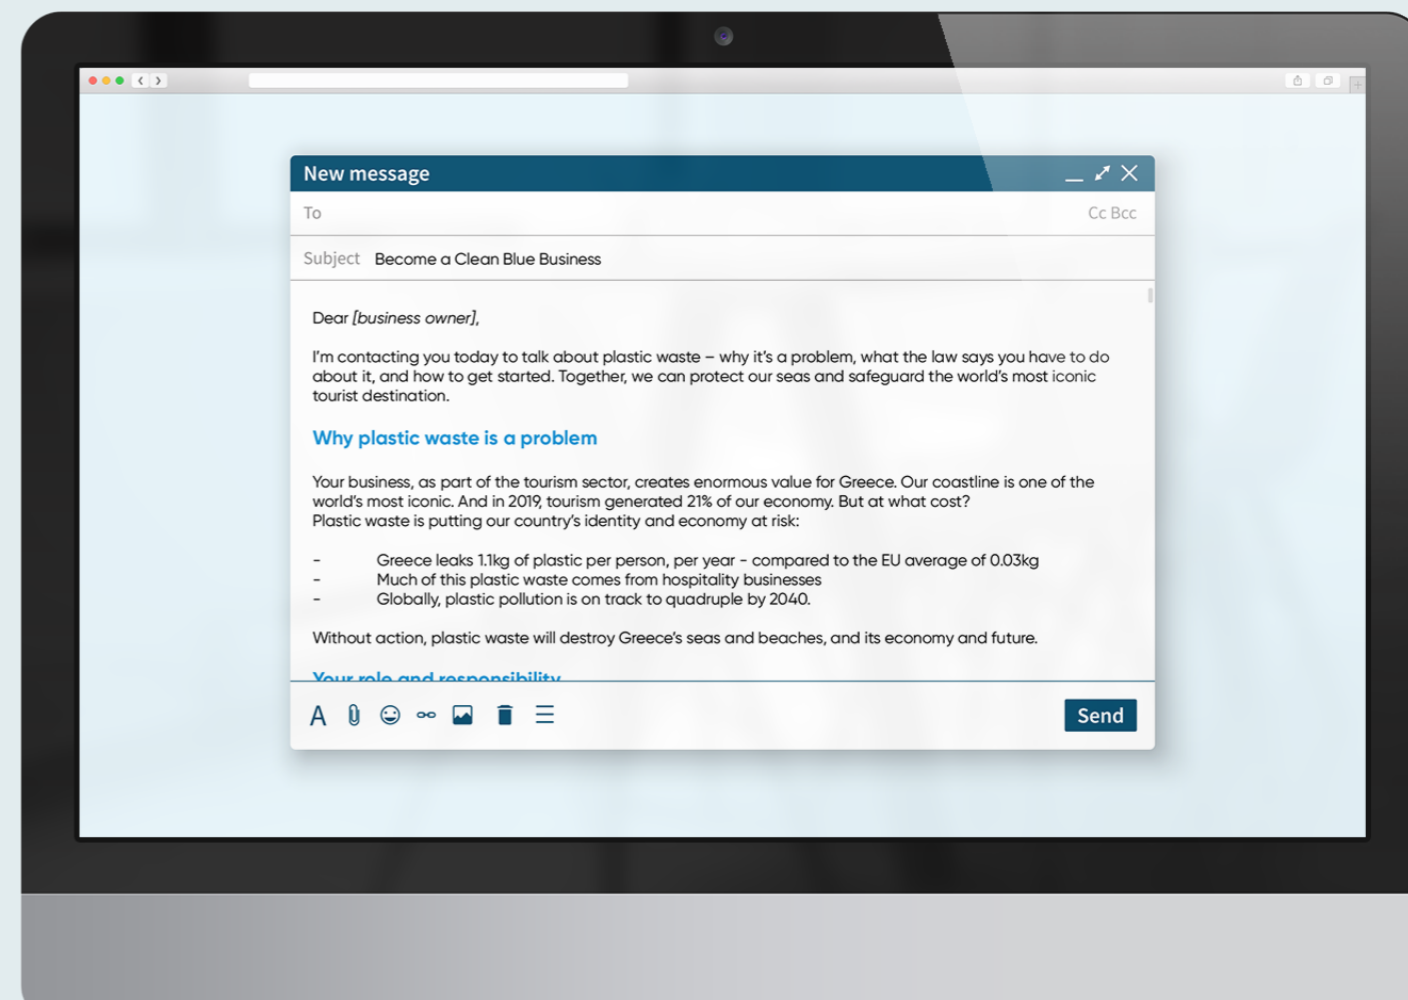 New message
To Cc Bcc
Subject Become a Clean Blue Business
Dear [business owner],
I'm contacting you today to talk about plastic waste – why it's a problem, what the law says you have to do
about it, and how to get started. Together, we can protect our seas and safeguard the world's most iconic
tourist destination.
Why plastic waste is a problem
Your business, as part of the tourism sector, creates enormous value for Greece. Our coastline is one of the
world's most iconic. And in 2019, tourism generated 21% of our economy. But at what cost?
Plastic waste is putting our country's identity and economy at risk:
- Greece leaks 1.1kg of plastic per person, per year - compared to the EU average of 0.03kg
- Much of this plastic waste comes from hospitality businesses
- Globally, plastic pollution is on track to quadruple by 2040.
Without action, plastic waste will destroy Greece's seas and beaches, and its economy and future.
Your role and responsibility
A
Send